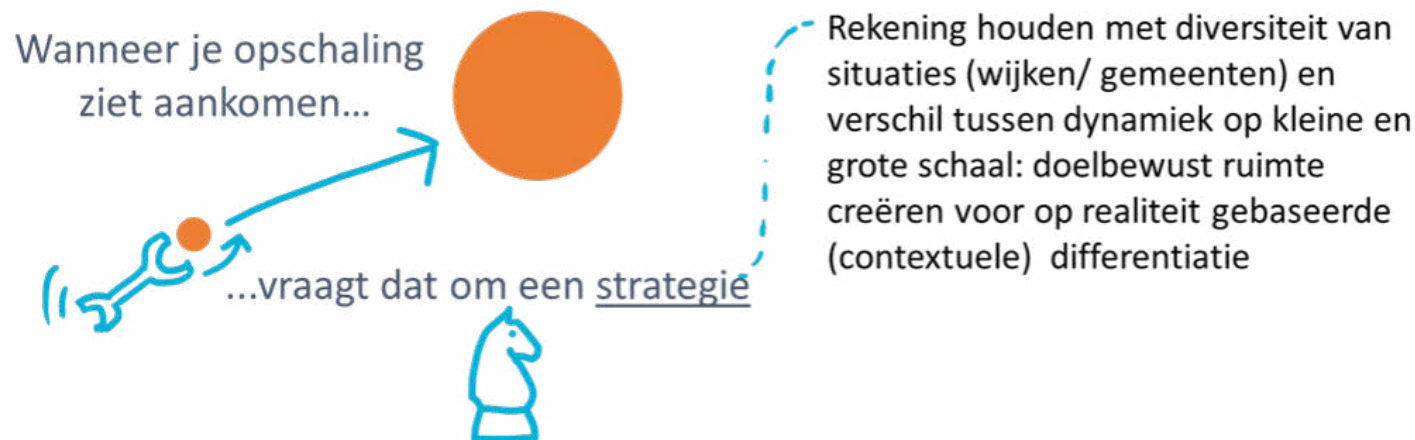 Wanneer je opschaling
ziet aankomen...
...vraagt dat om een strategie
Rekening houden met diversiteit van
situaties (wijken/ gemeenten) en
verschil tussen dynamiek op kleine en
grote schaal: doelbewust ruimte
creëren voor op realiteit gebaseerde
(contextuele) differentiatie